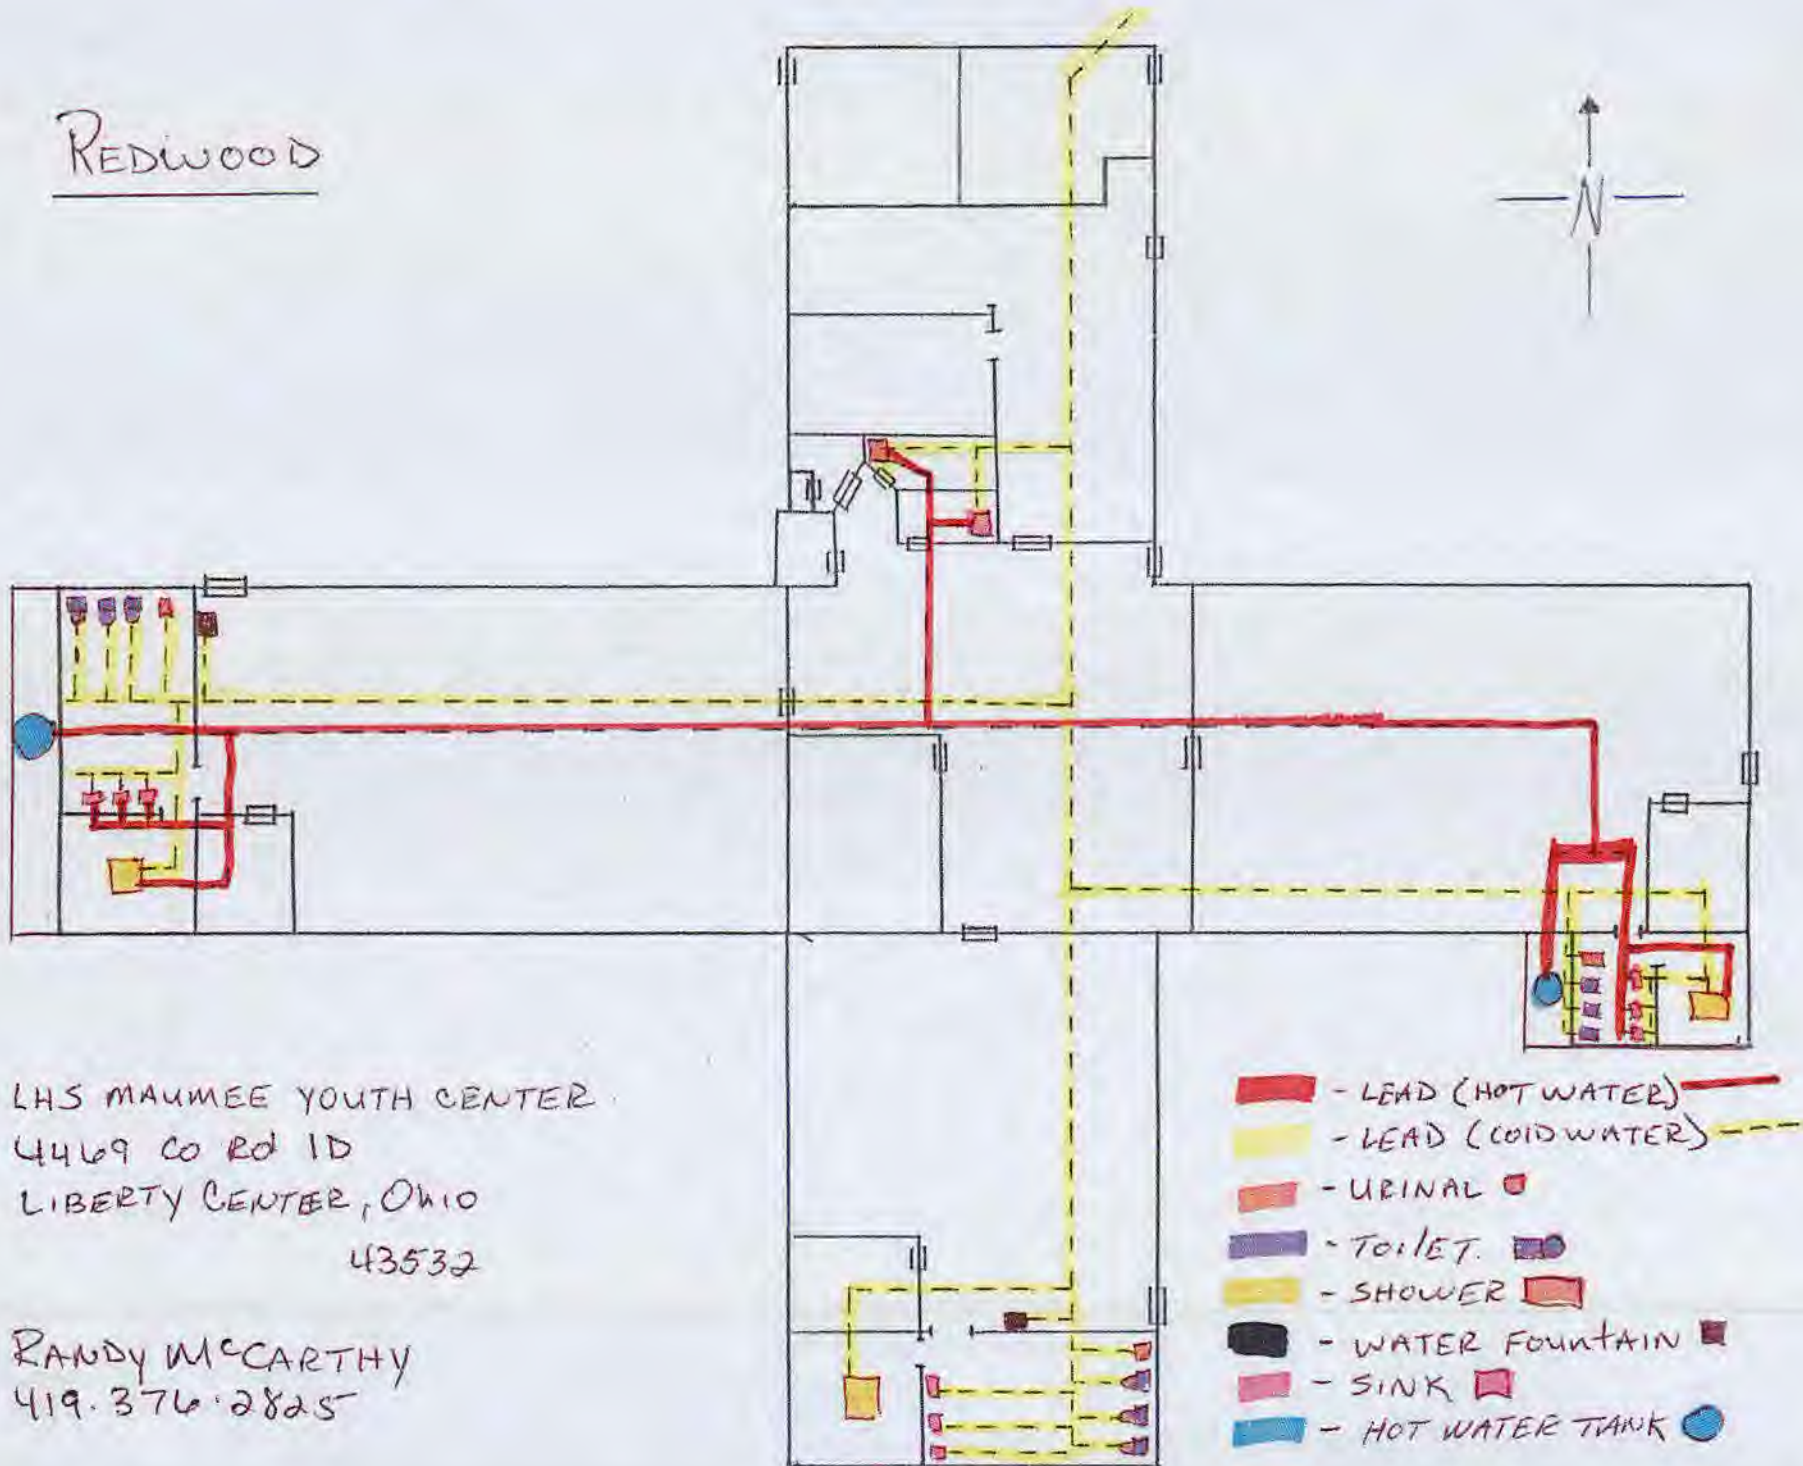 REDWOOD
N
LHS MAUMEE YOUTH CENTER
4469 CO Rd 1D
LIBERTY CENTER, OHIO
43532
RANDY McCARTHY
419.376.2825
- LEAD (HOT WATER)
- LEAD (COLD WATER)
- URINAL
- TOILET.
- SHOWER
- WATER FOUNTAIN
- SINK
- HOT WATER TANK